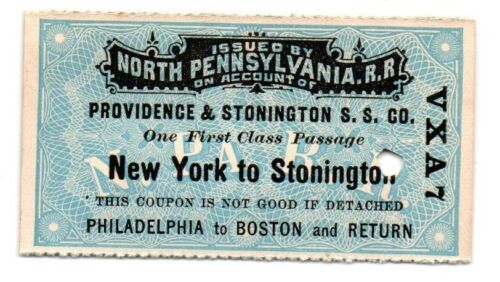 ISSUED BY
NORTH PENNSYLVANIA.R.R
ON ACCOUNT OF
PROVIDENCE & STONINGTON S. S. CO.
One First Class Passage
New York to Stonington
THIS COUPON IS NOT GOOD IF DETACHED
PHILADELPHIA to BOSTON and RETURN
VXA7
N. PA. R. R.